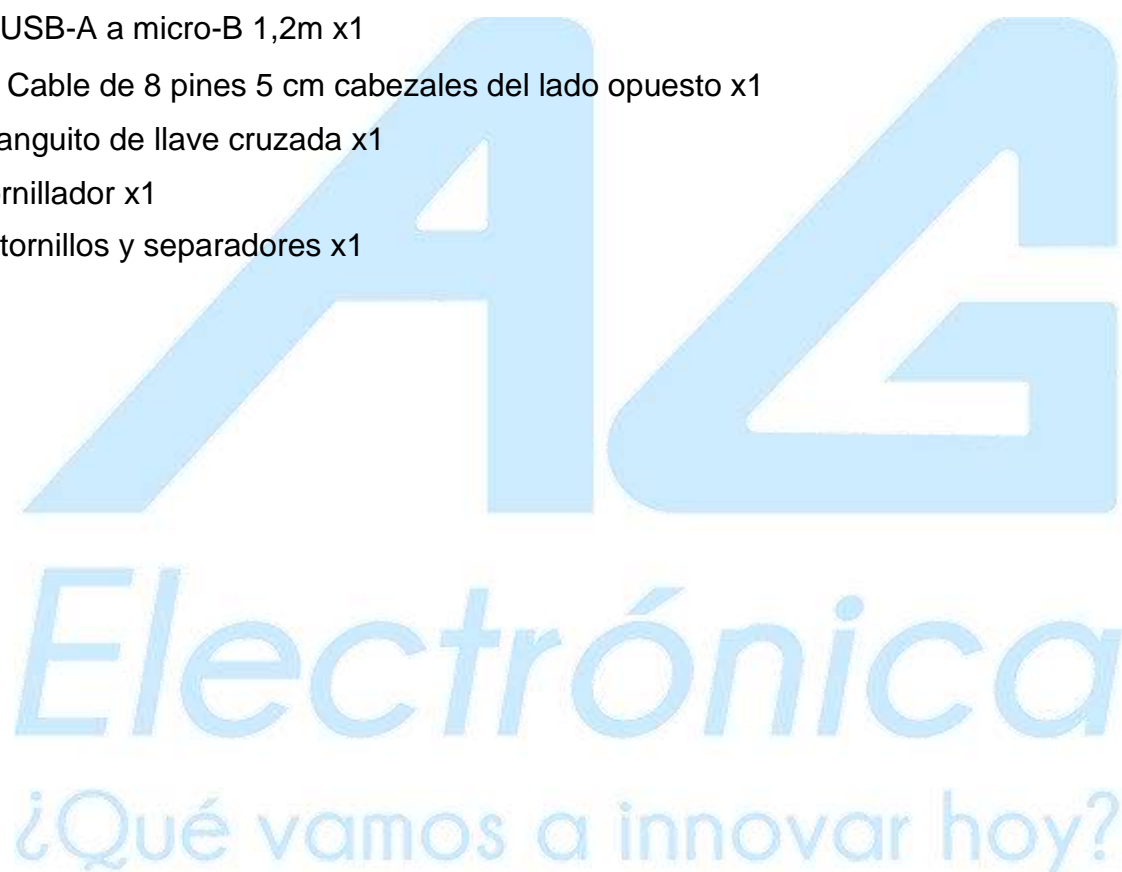 USB-A a micro-B 1,2m x1
Cable de 8 pines 5 cm cabezales del lado opuesto x1
anguito de llave cruzada x1
rnillador x1
tornillos y separadores x1
AG
Electrónica
¿Qué vamos a innovar hoy?